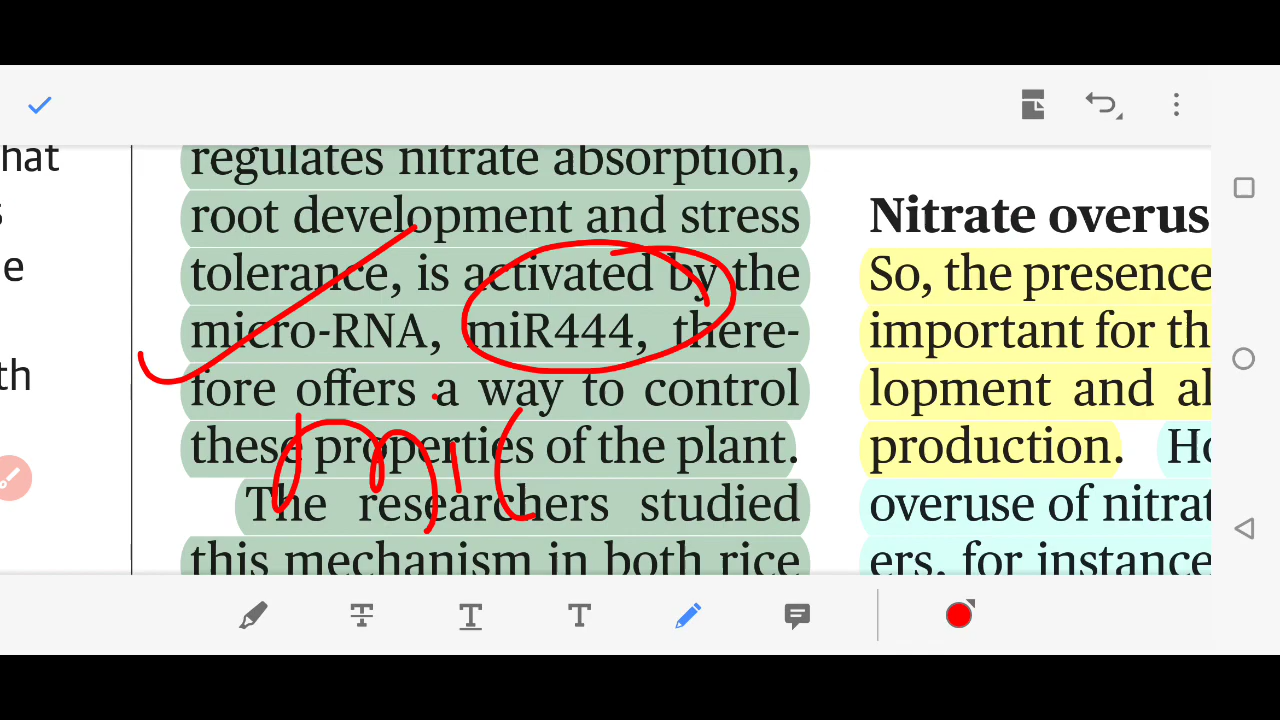 hat
regulates nitrate absorption,
root development and stress
tolerance, is activated by the
e
micro-RNA, miR444, there-
th
fore offers a way to control
these properties of the plant.
The researchers studied
this mechanism in both rice
mi
Nitrate overus
So, the presence
important for th
lopment and al
production. Ho
overuse of nitrat
ers, for instance